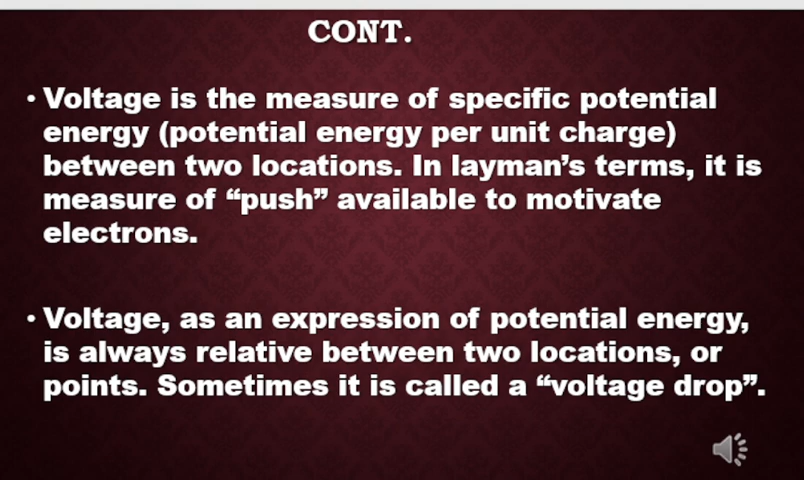 CONT.
• Voltage is the measure of specific potential
energy (potential energy per unit charge)
between two locations. In layman’s terms, it is
measure of “push” available to motivate
electrons.
• Voltage, as an expression of potential energy,
is always relative between two locations, or
points. Sometimes it is called a “voltage drop”.